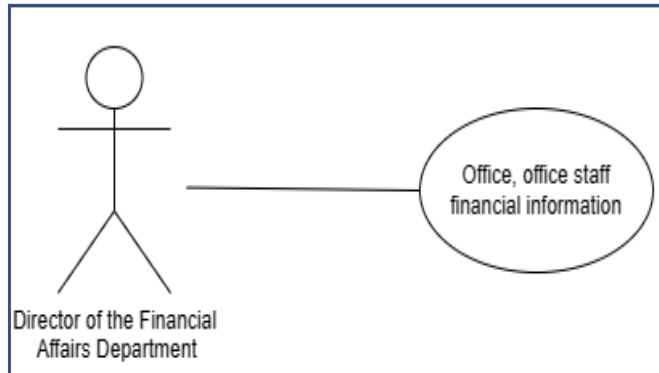 Office, office staff
financial information
Director of the Financial
Affairs Department